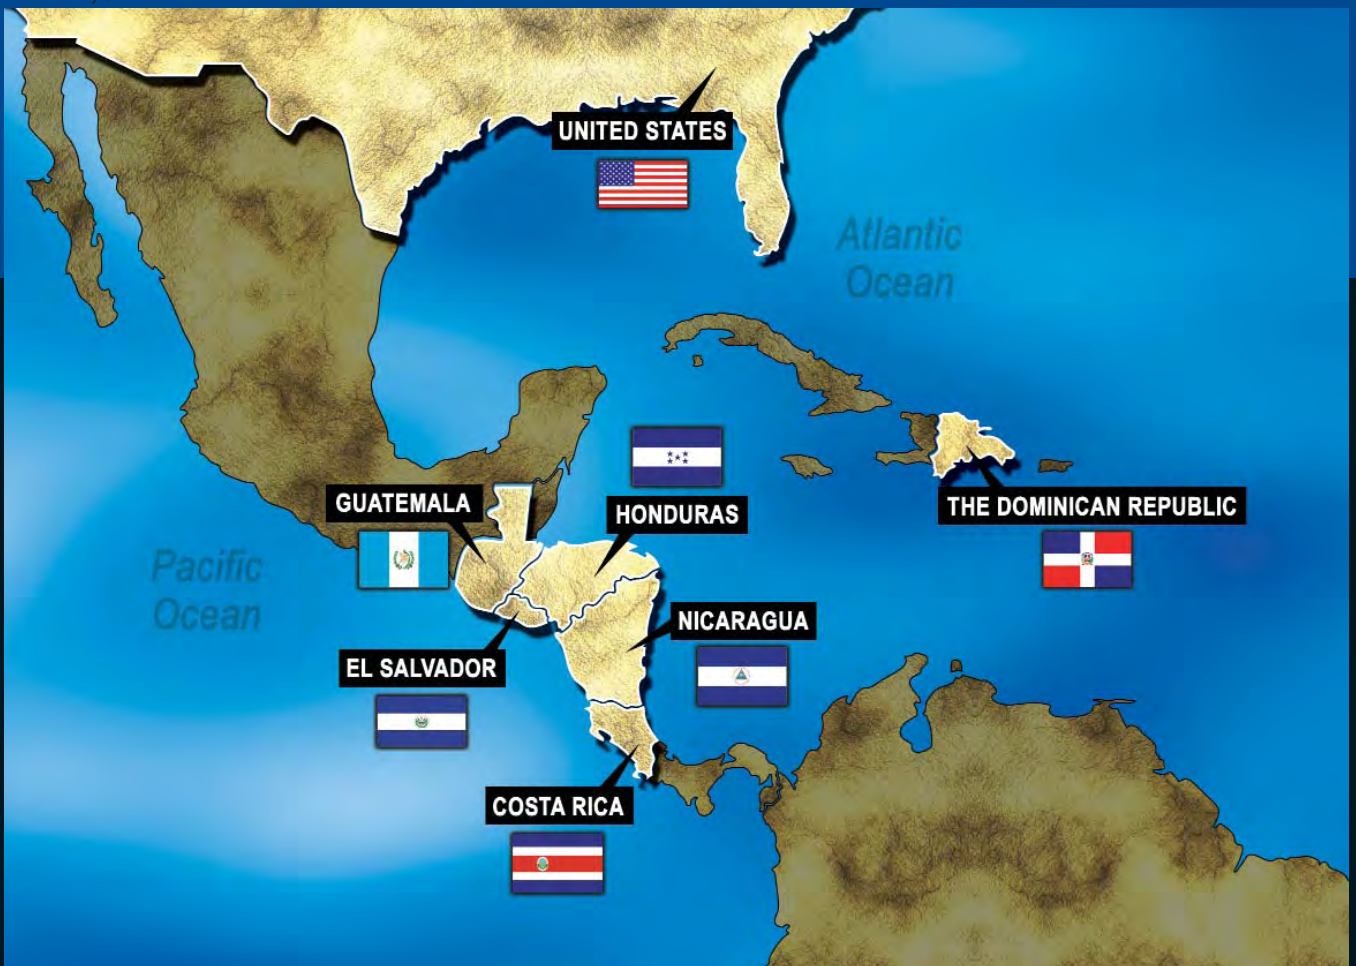 UNITED STATES
Atlantic
Ocean
GUATEMALA
HONDURAS
THE DOMINICAN REPUBLIC
Pacific
Ocean
NICARAGUA
EL SALVADOR
COSTA RICA